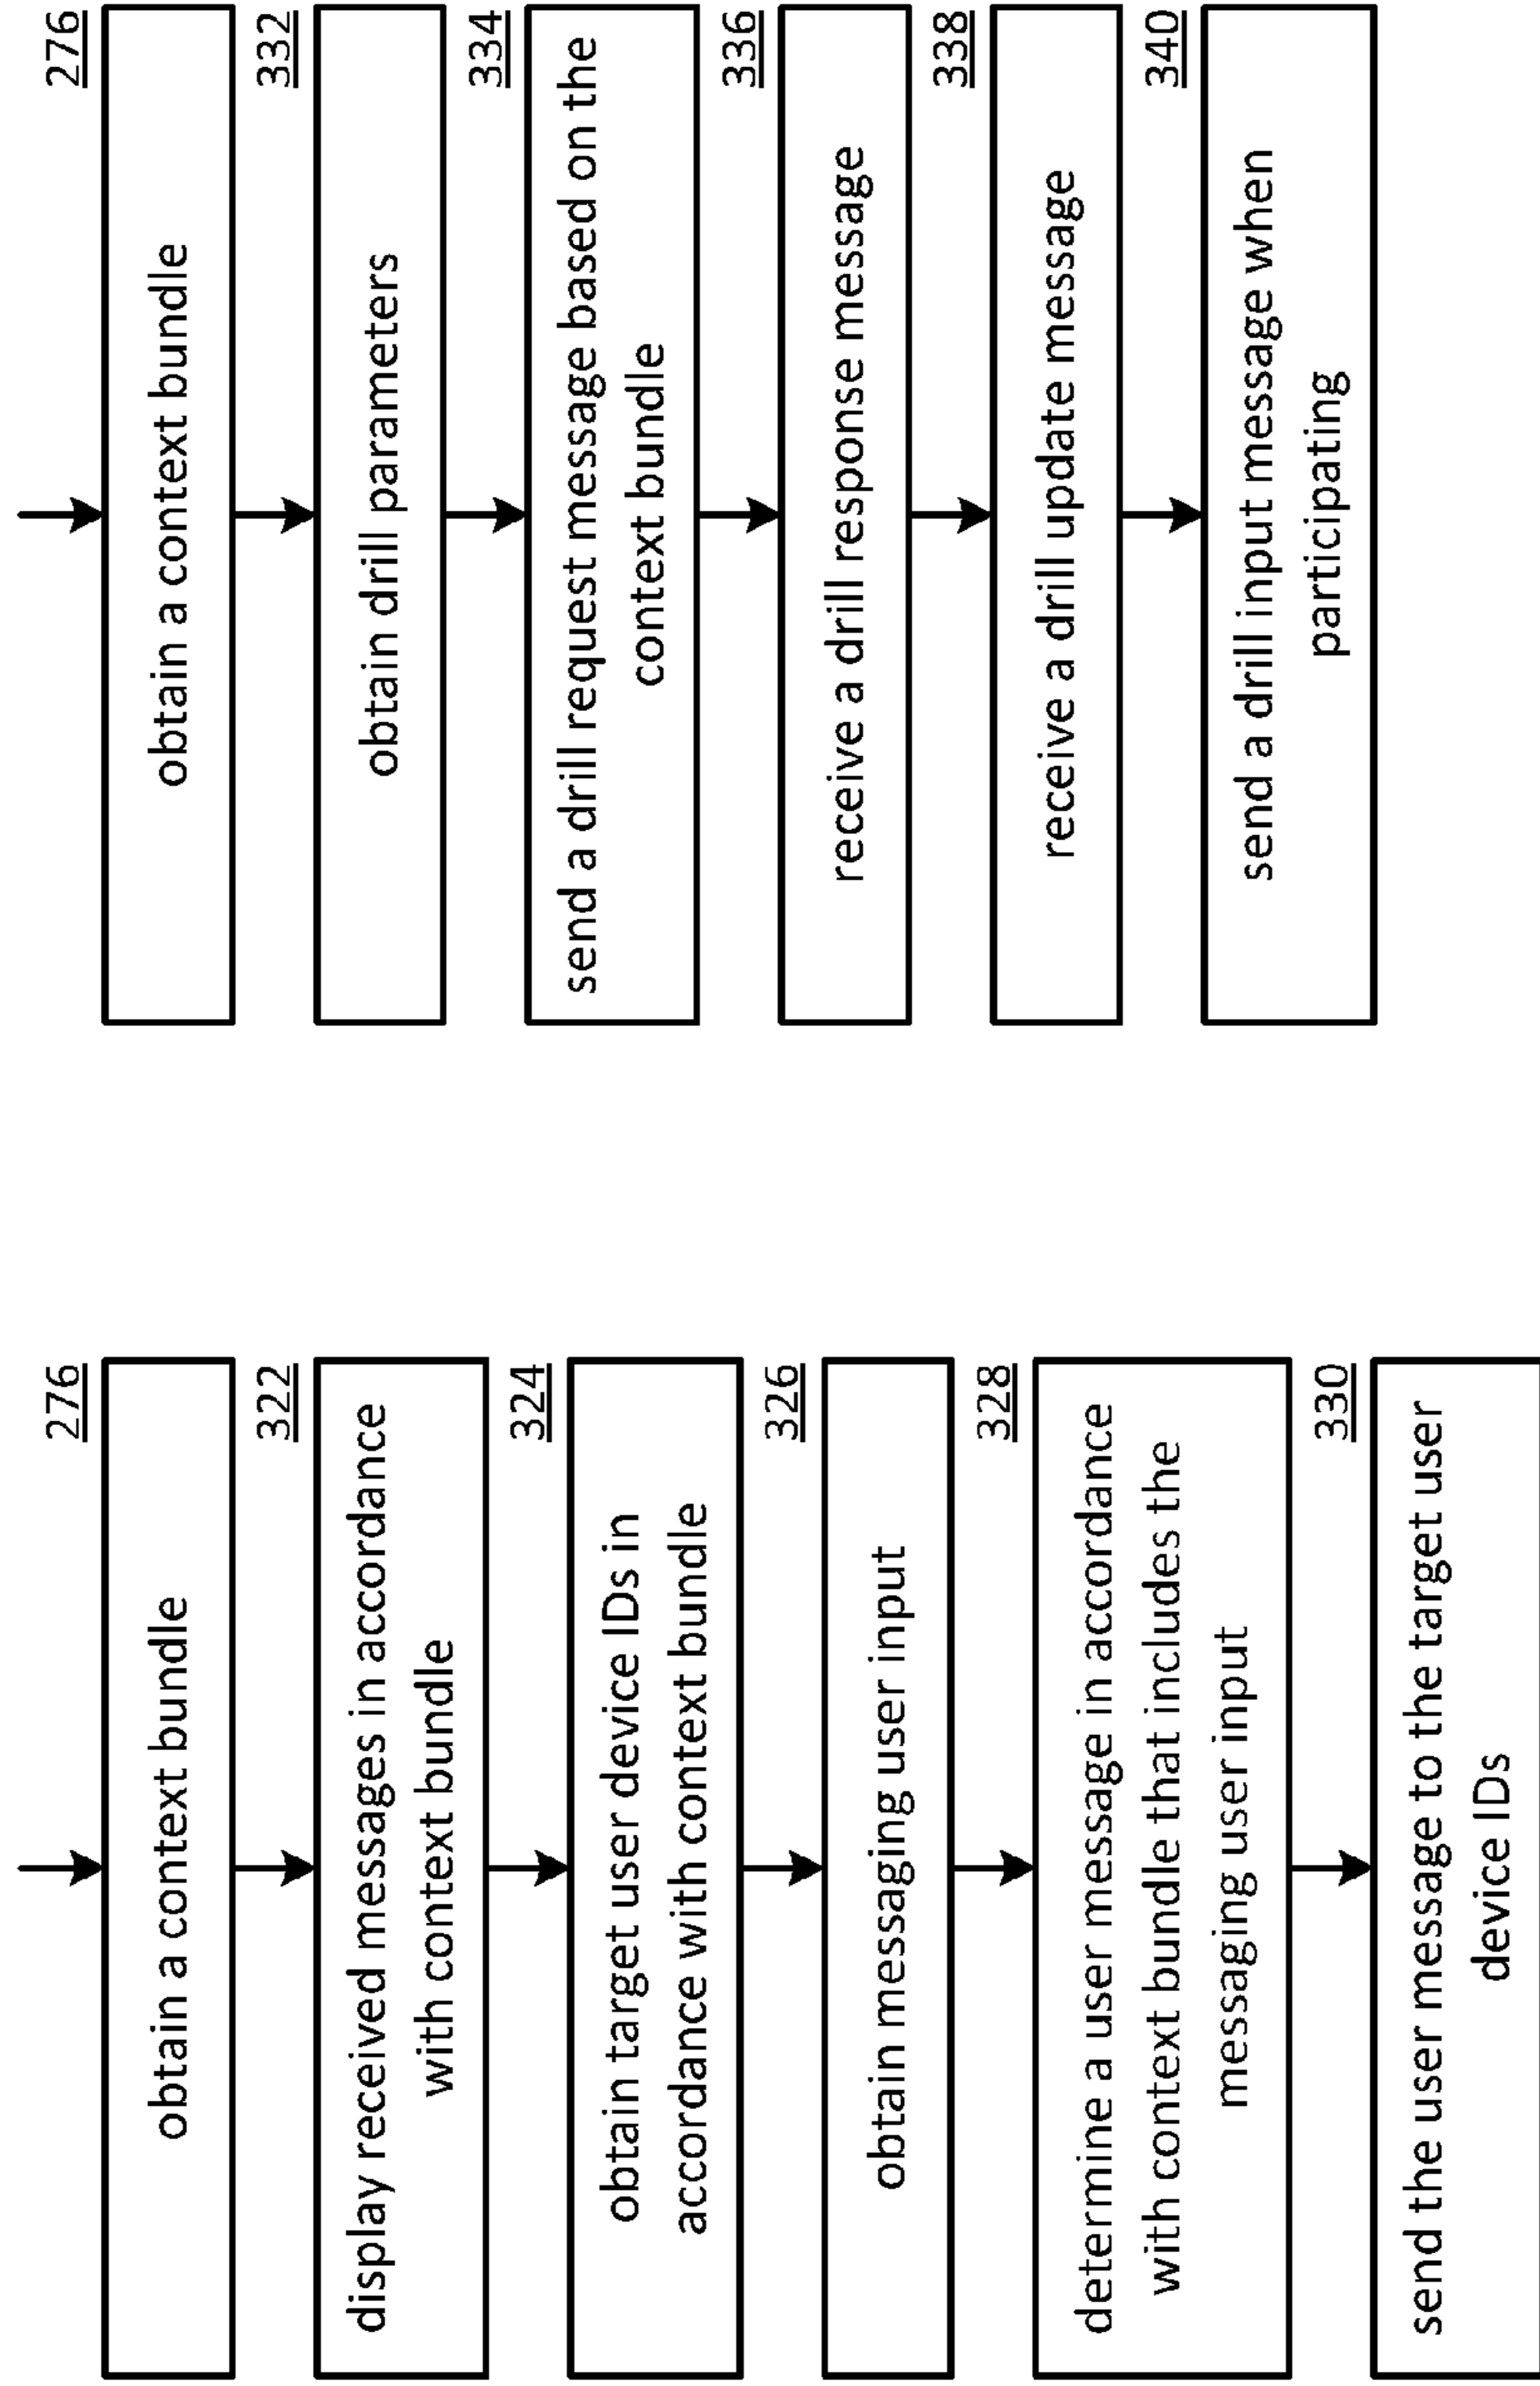 276
obtain a context bundle
322
display received messages in accordance
with context bundle
324
obtain target user device IDs in
accordance with context bundle
326
obtain messaging user input
328
determine a user message in accordance
with context bundle that includes the
messaging user input
330
send the user message to the target user
device IDs
276
obtain a context bundle
332
obtain drill parameters
334
send a drill request message based on the
context bundle
336
receive a drill response message
338
receive a drill update message
340
send a drill input message when
participating